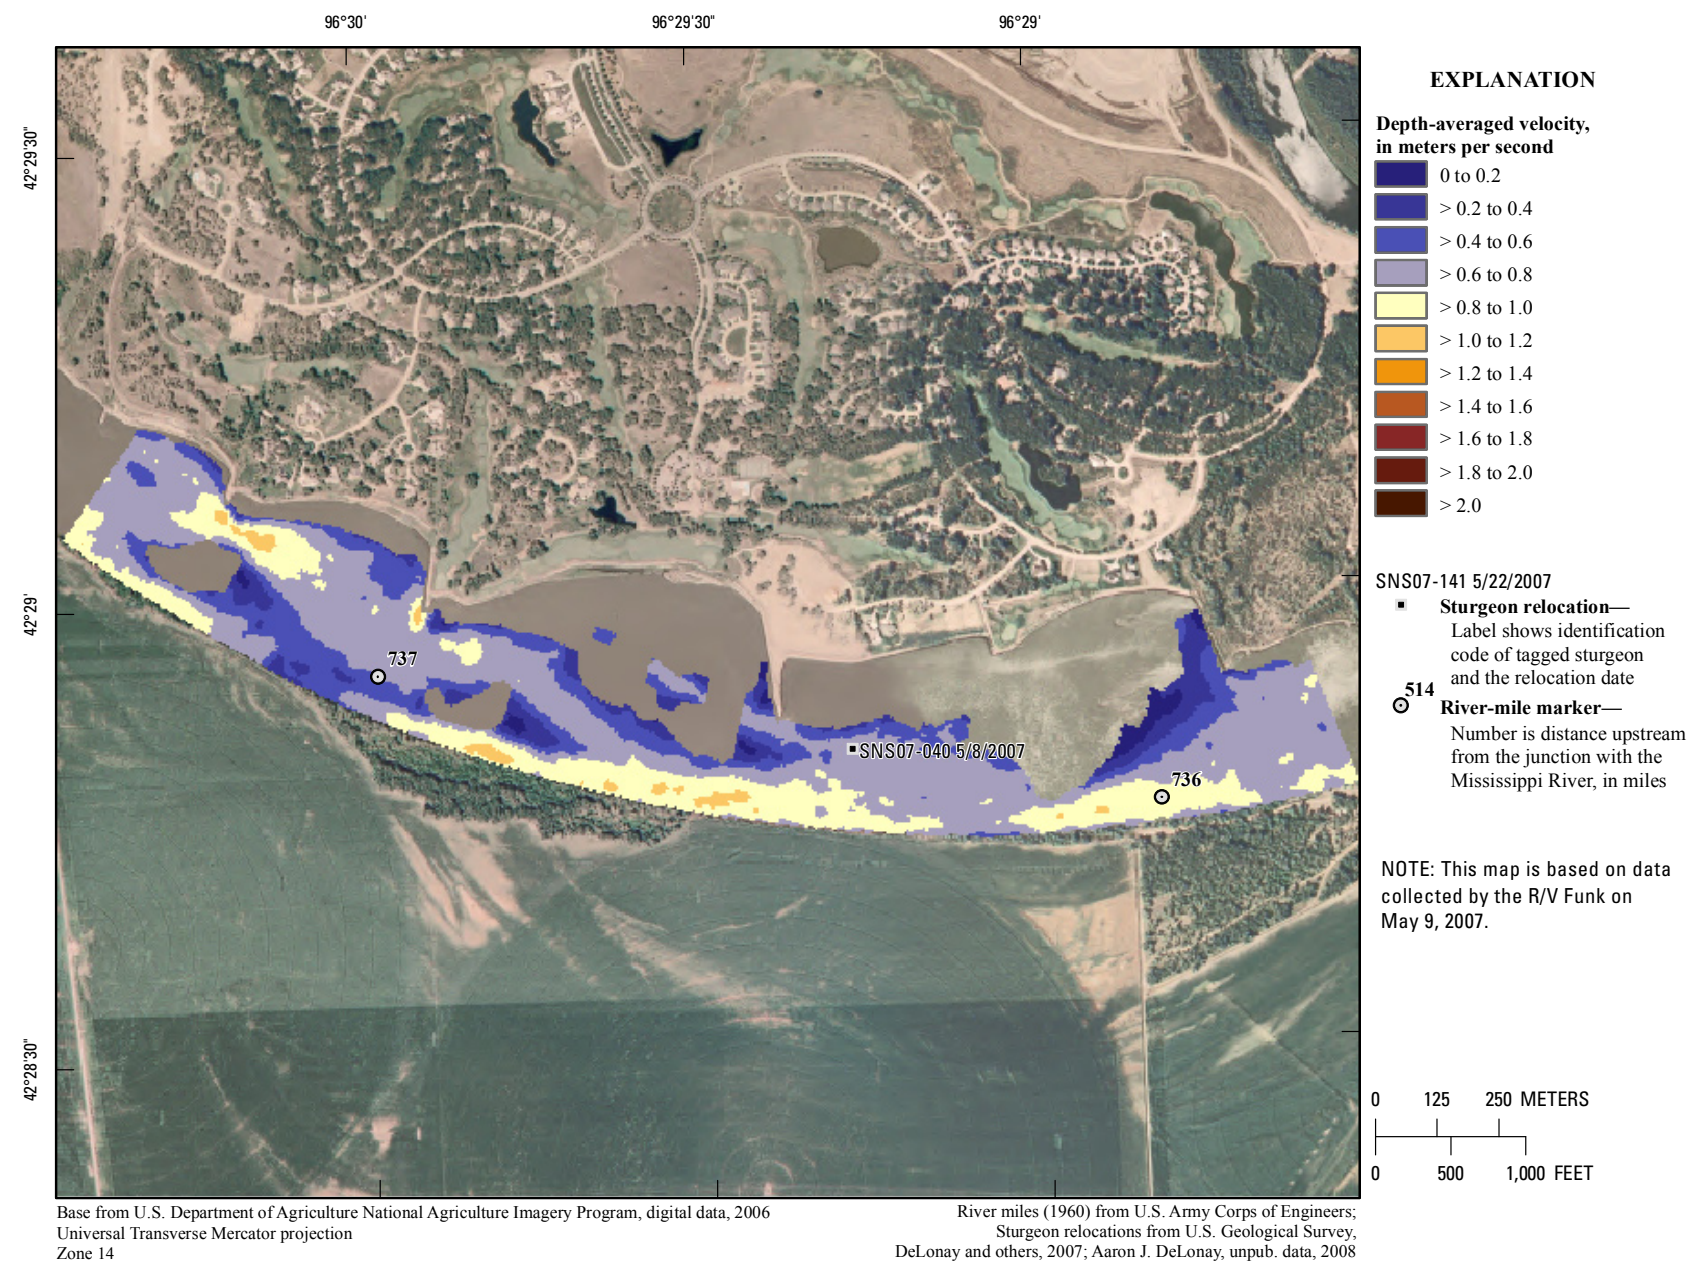 96°30'
96°29'30"
96°29'
42°29'30"
42°29'
42°28'30"
737
SNS07-040 5/8/2007
736
EXPLANATION
Depth-averaged velocity,
in meters per second
0 to 0.2
> 0.2 to 0.4
> 0.4 to 0.6
> 0.6 to 0.8
> 0.8 to 1.0
> 1.0 to 1.2
> 1.2 to 1.4
> 1.4 to 1.6
> 1.6 to 1.8
> 1.8 to 2.0
> 2.0
SNS07-141 5/22/2007
Sturgeon relocation—
Label shows identification
code of tagged sturgeon
and the relocation date
514
River-mile marker—
Number is distance upstream
from the junction with the
Mississippi River, in miles
NOTE: This map is based on data
collected by the R/V Funk on
May 9, 2007.
0 125 250 METERS
0 500 1,000 FEET
Base from U.S. Department of Agriculture National Agriculture Imagery Program, digital data, 2006
Universal Transverse Mercator projection
Zone 14
River miles (1960) from U.S. Army Corps of Engineers;
Sturgeon relocations from U.S. Geological Survey,
DeLonay and others, 2007; Aaron J. DeLonay, unpub. data, 2008